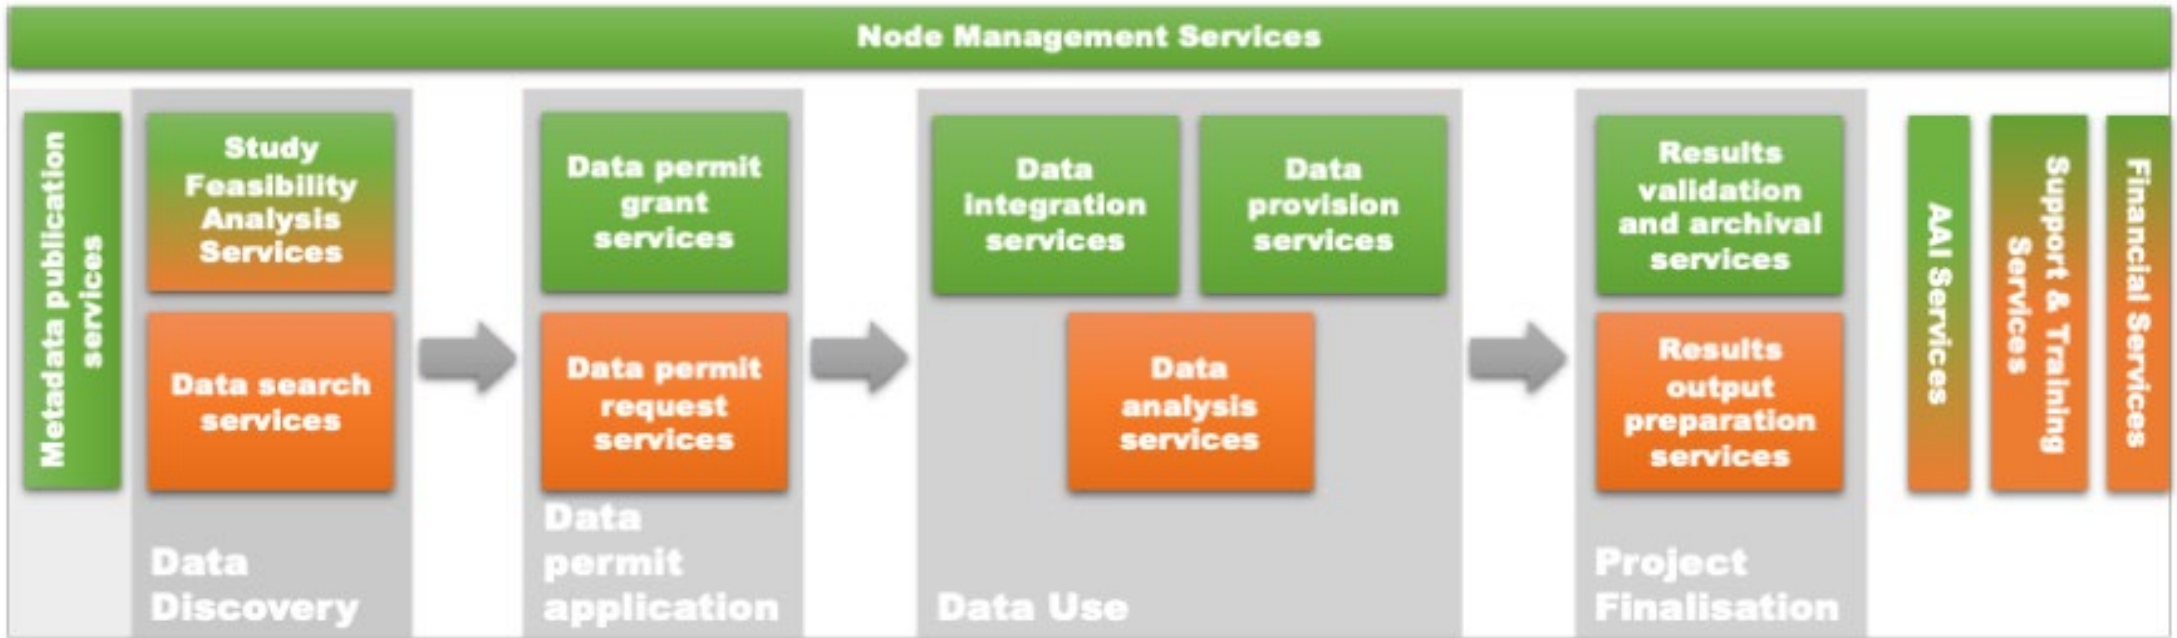 Node Management Services
Metadata publication
services
Study
Feasibility
Analysis
Services
Data search
services
Data
Discovery
Data permit
grant
services
Data permit
request
services
Data
permit
application
Data
integration
services
Data
provision
services
Data
analysis
services
Data Use
Results
validation
and archival
services
Results
output
preparation
services
Project
Finalisation
AAI Services
Support & Training
Services
Financial Services